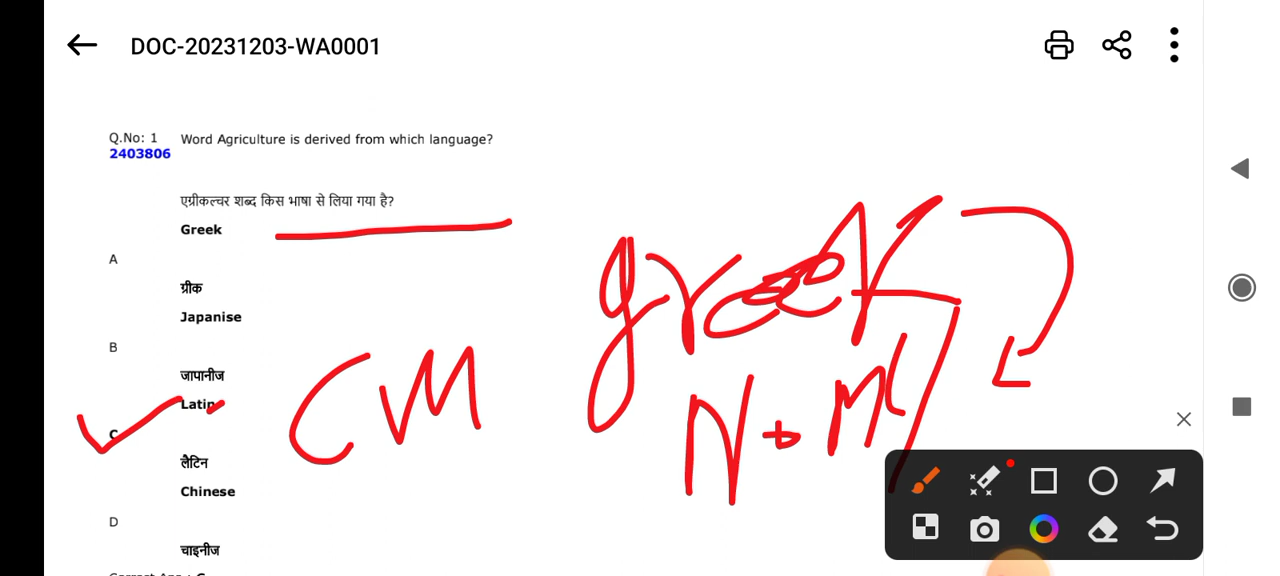 DOC-20231203-WA0001
Q.No: 1 Word Agriculture is derived from which language?
2403806
एग्रीकल्चर शब्द किस भाषा से लिया गया है?
Greek
A
ग्रीक
Japanise
B
जापानीज
Latin
C
लैटिन
Chinese
D
चाइनीज
greek
CM
N + M